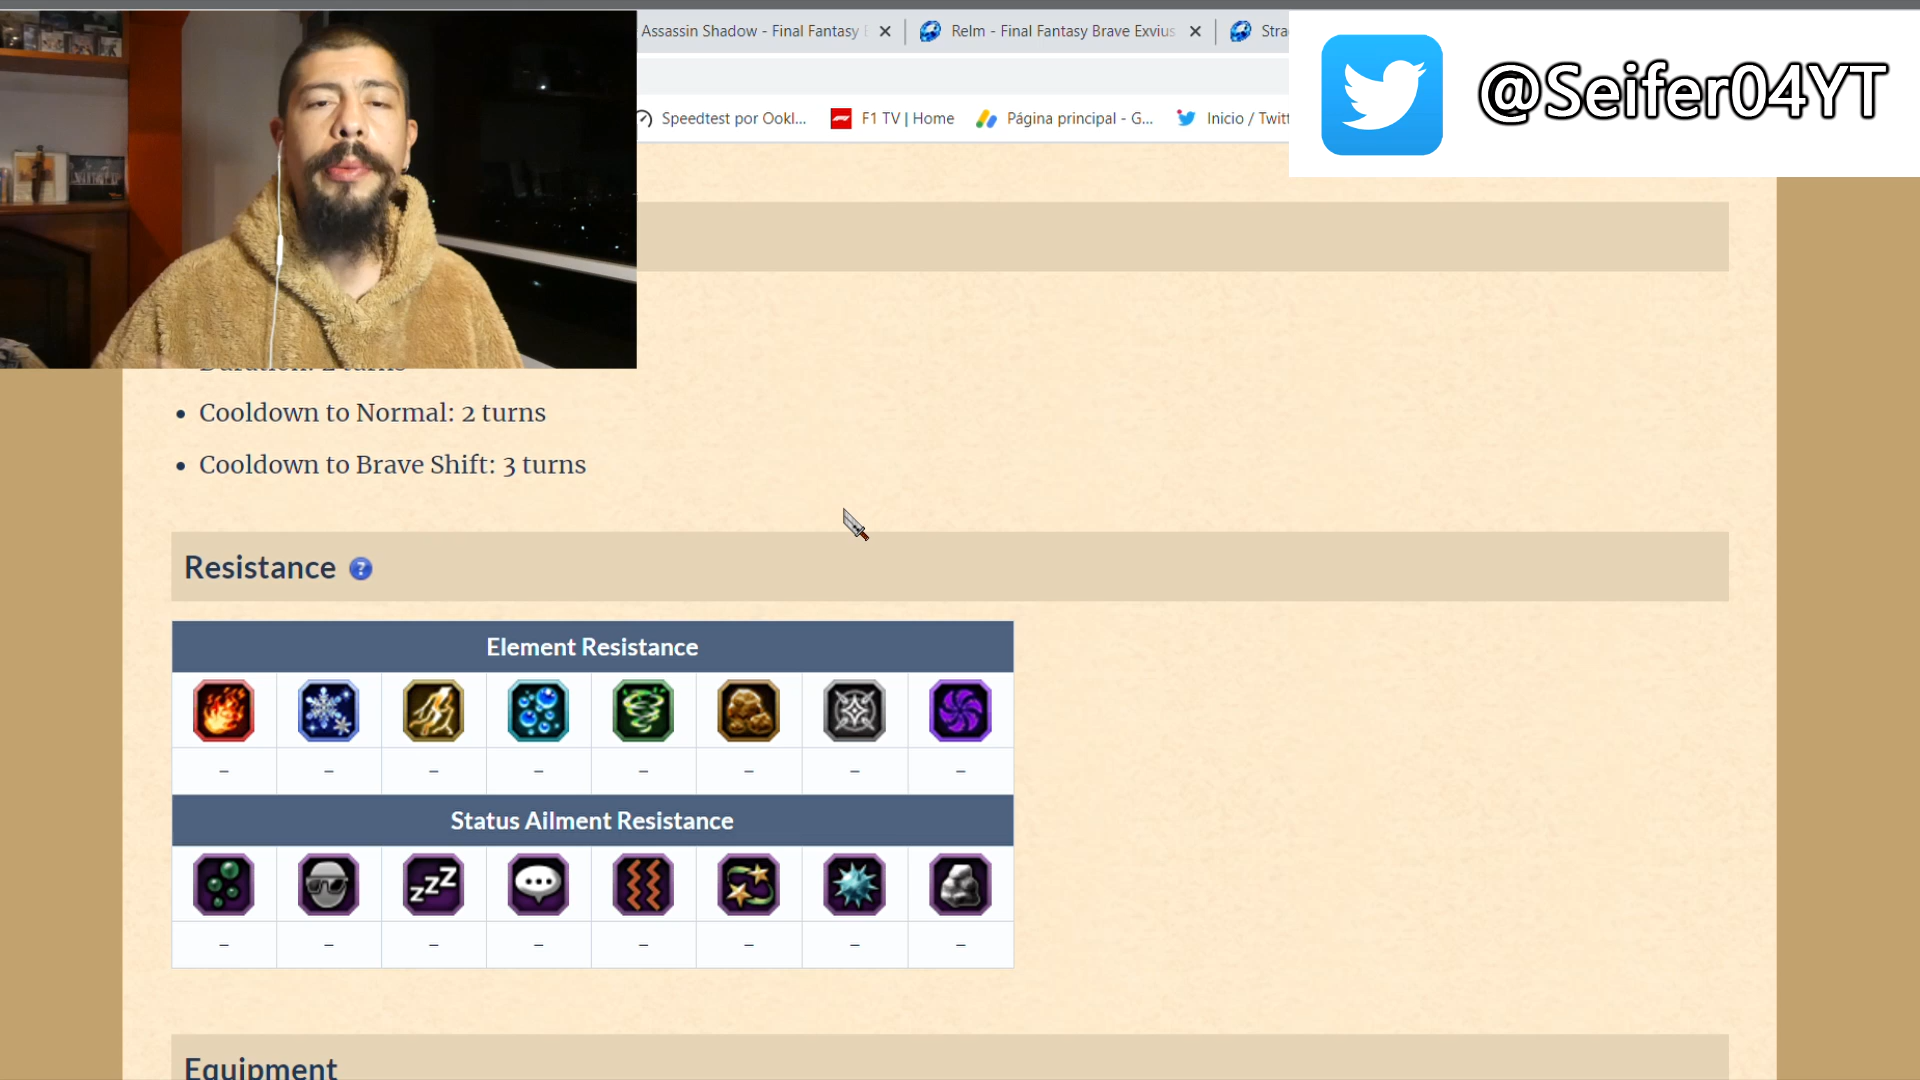 Assassin Shadow - Final Fantasy
Relm - Final Fantasy Brave Exvius
Stra
@Seifer04YT
Speedtest por Ookl...
F1 TV | Home
Página principal - G...
Inicio / Twitt
Cooldown to Normal: 2 turns
Cooldown to Brave Shift: 3 turns
Resistance ?
Element Resistance
– – – – – – – –
Status Ailment Resistance
zzz
– – – – – – – –
Equipment